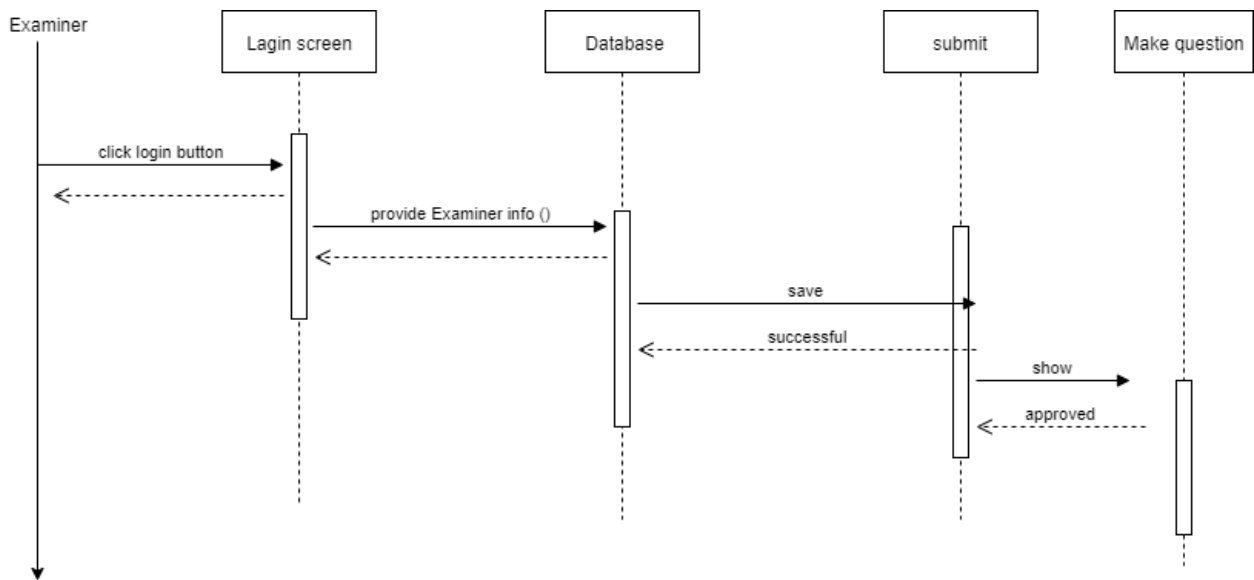 Examiner
Lagin screen
Database
submit
Make question
click login button
provide Examiner info ()
save
successful
show
approved